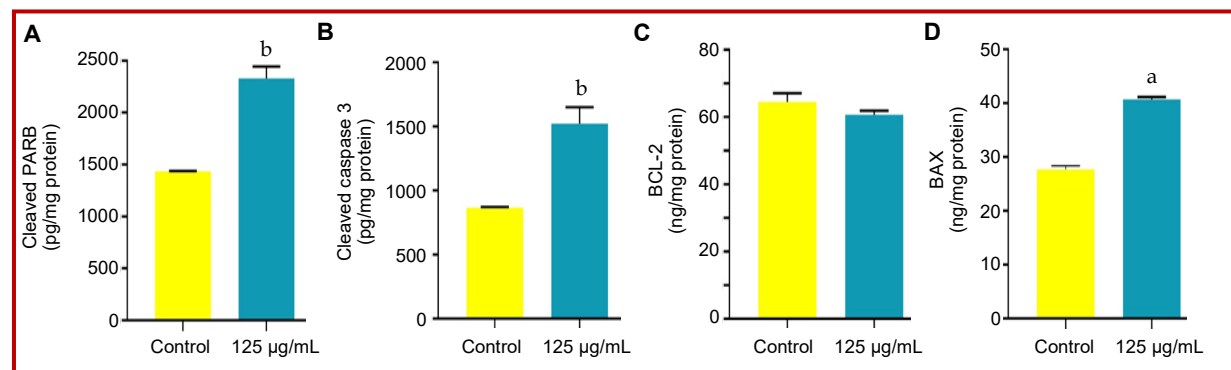 A
Cleaved PARB
(pg/mg protein)
2500
2000
1500
1000
500
0
b
Control
125 µg/mL
B
Cleaved caspase 3
(pg/mg protein)
2000
1500
1000
500
0
b
Control
125 µg/mL
C
BCL-2
(ng/mg protein)
80
60
40
20
0
Control
125 µg/mL
D
BAX
(ng/mg protein)
50
40
30
20
10
0
a
Control
125 µg/mL